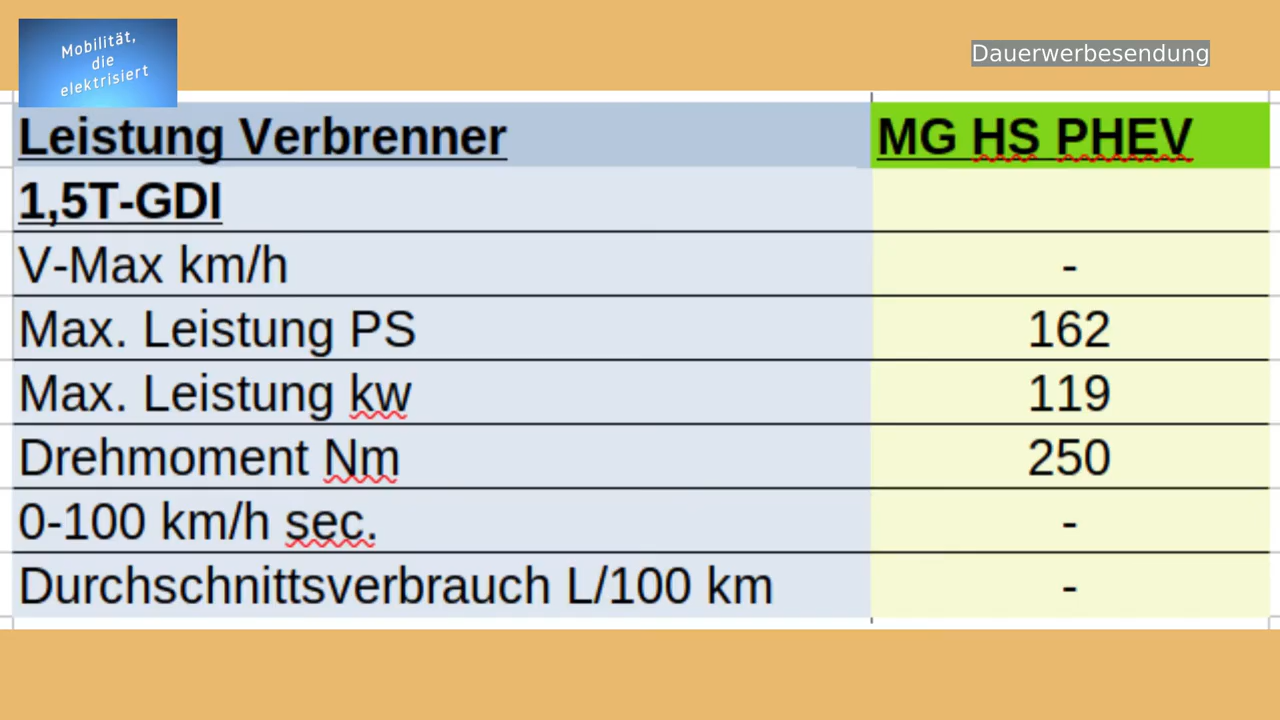 Mobilität,
die
elektrisiert
Dauerwerbesendung
Leistung Verbrenner MG HS PHEV
1,5T-GDI
V-Max km/h -
Max. Leistung PS 162
Max. Leistung kw 119
Drehmoment Nm 250
0-100 km/h sec. -
Durchschnittsverbrauch L/100 km -